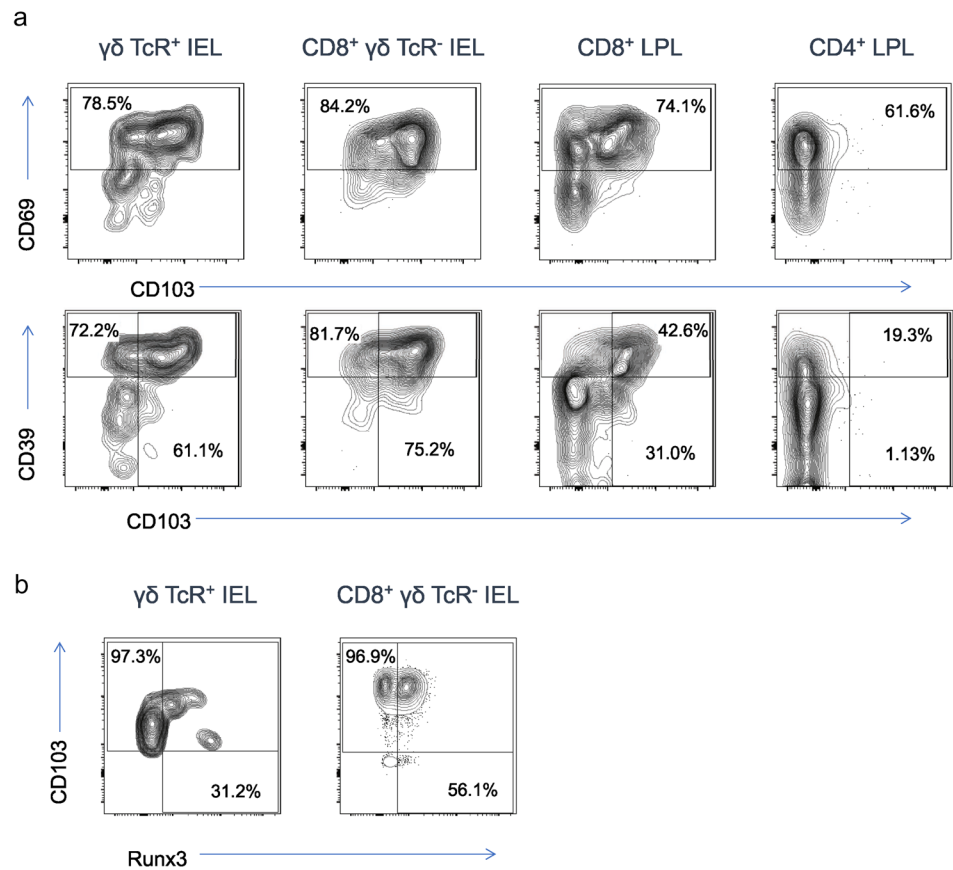 a
γδ TcR⁺ IEL CD8⁺ γδ TcR⁻ IEL CD8⁺ LPL CD4⁺ LPL
78.5% 84.2% 74.1% 61.6%
CD69
CD103
72.2% 81.7% 42.6% 19.3%
61.1% 75.2% 31.0% 1.13%
CD39
CD103
b
γδ TcR⁺ IEL CD8⁺ γδ TcR⁻ IEL
97.3% 96.9%
31.2% 56.1%
CD103
Runx3